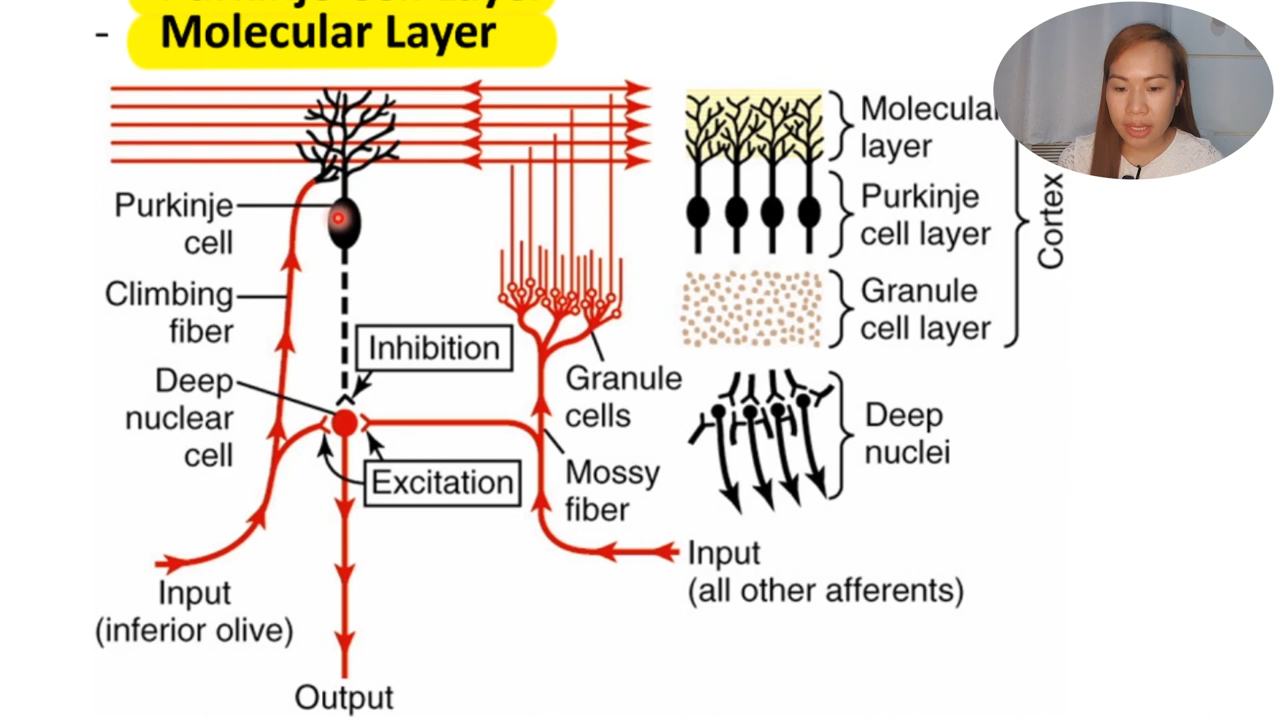 - Molecular Layer
Purkinje
cell
Climbing
fiber
Deep
nuclear
cell
Input
(inferior olive)
Output
Inhibition
Excitation
Granule
cells
Mossy
fiber
Input
(all other afferents)
Molecular
layer
Purkinje
cell layer
Granule
cell layer
Deep
nuclei
Cortex